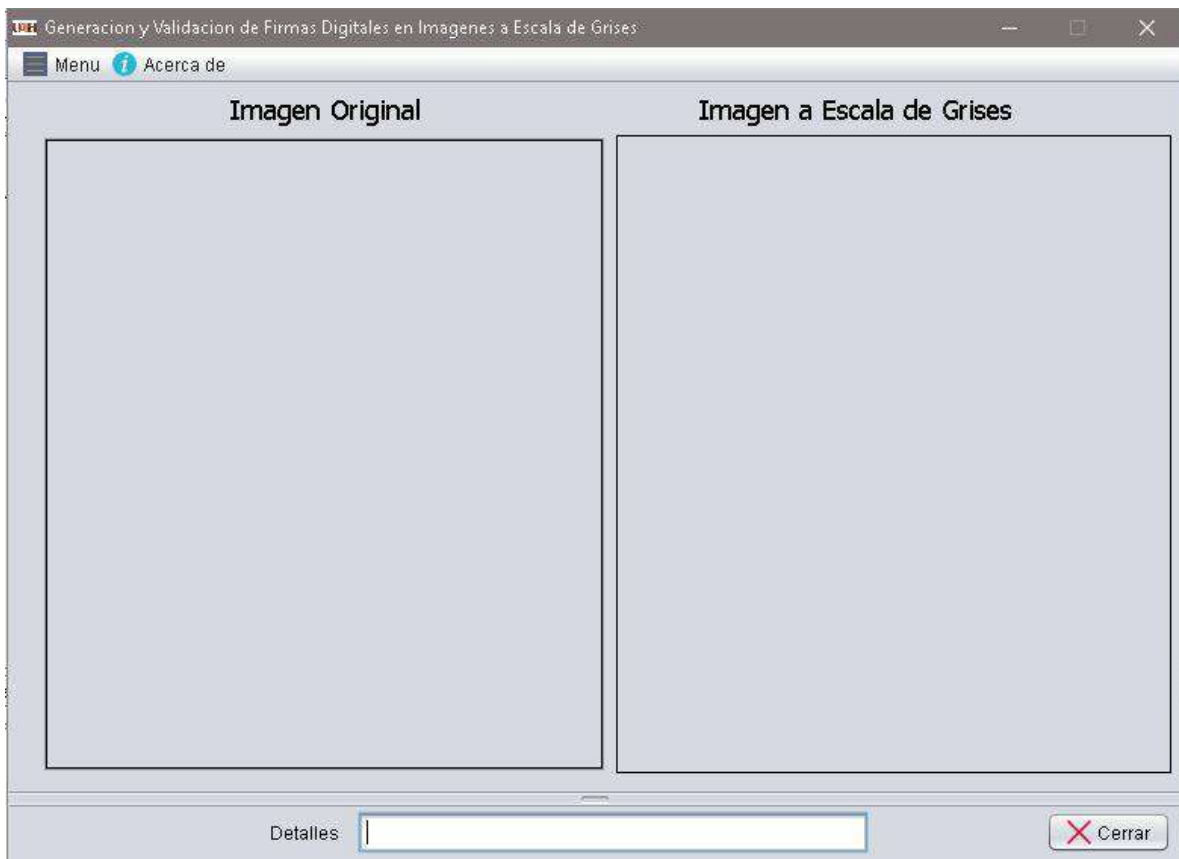 Generacion y Validacion de Firmas Digitales en Imagenes a Escala de Grises
Menu Acerca de
Imagen Original Imagen a Escala de Grises
Detalles Cerrar